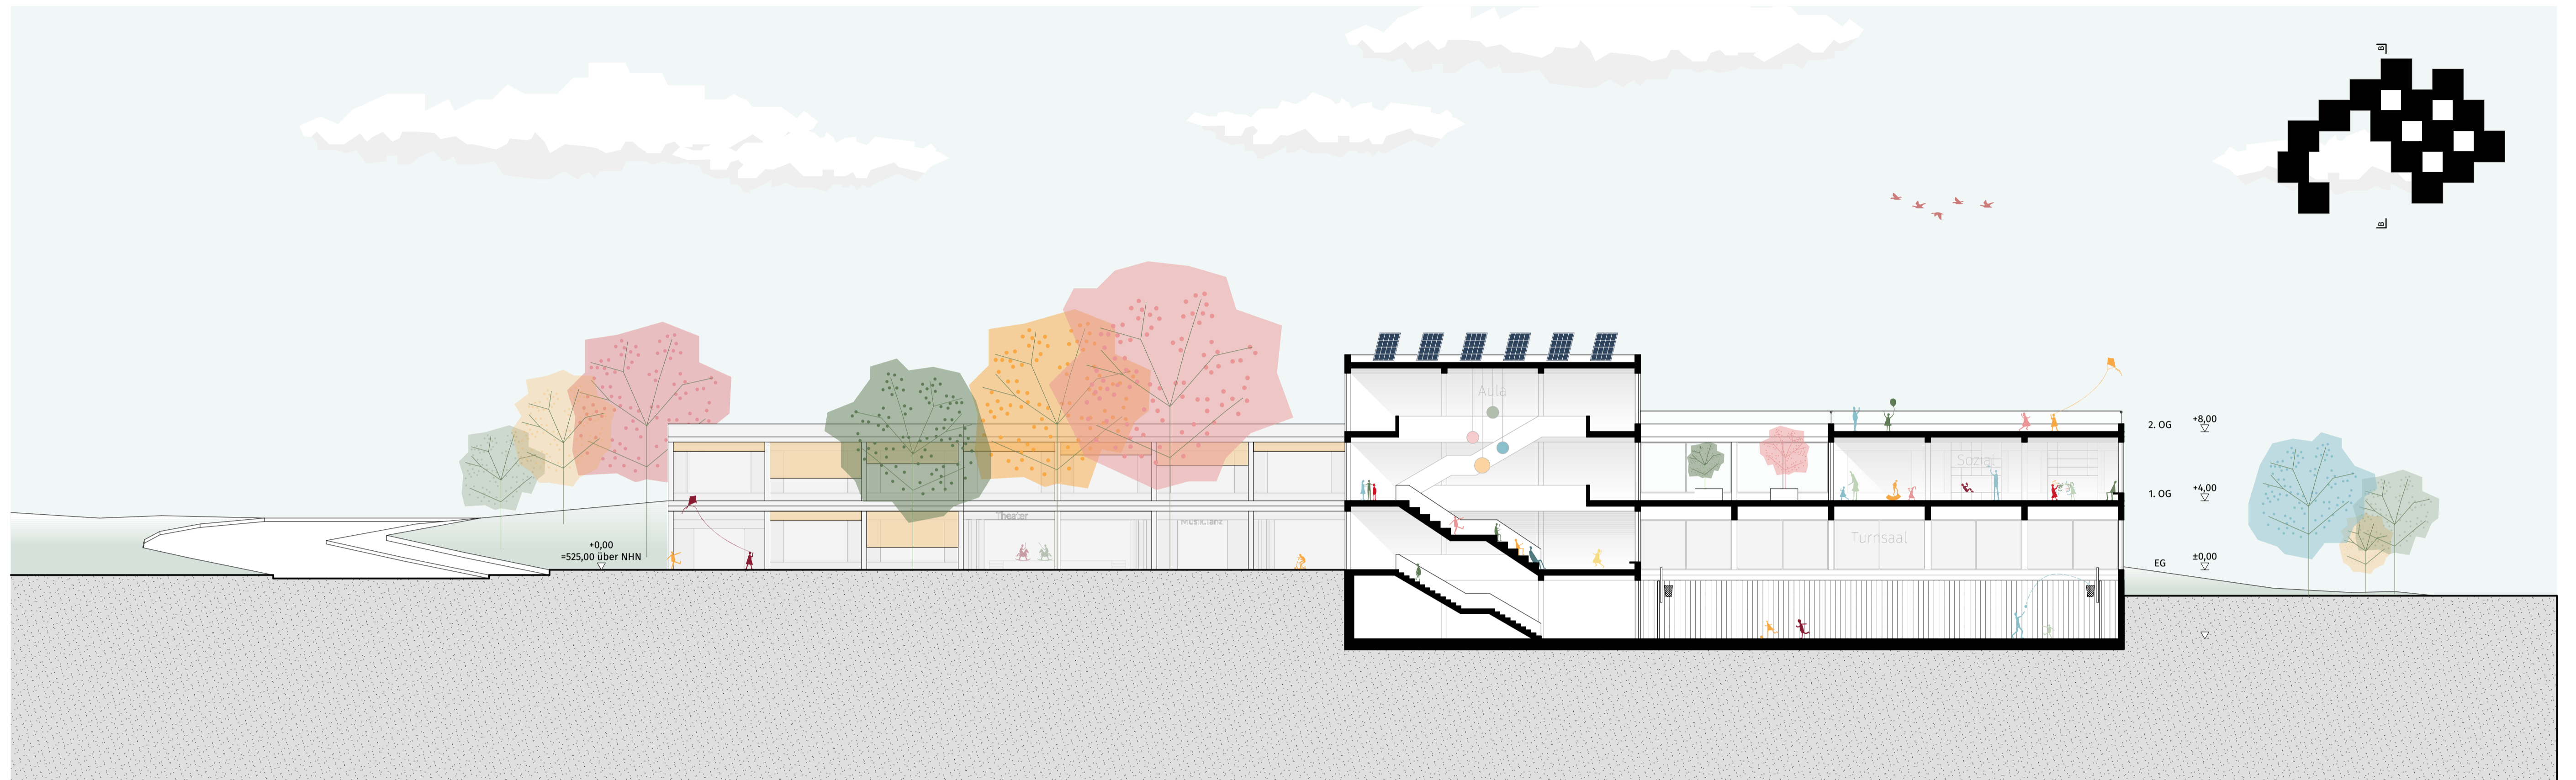 B
B
Aula
2. OG +8,00
Sozial
1. OG +4,00
Theater
Musik/Tanz
Turnsaal
+0,00
=525,00 über NHN
EG ±0,00